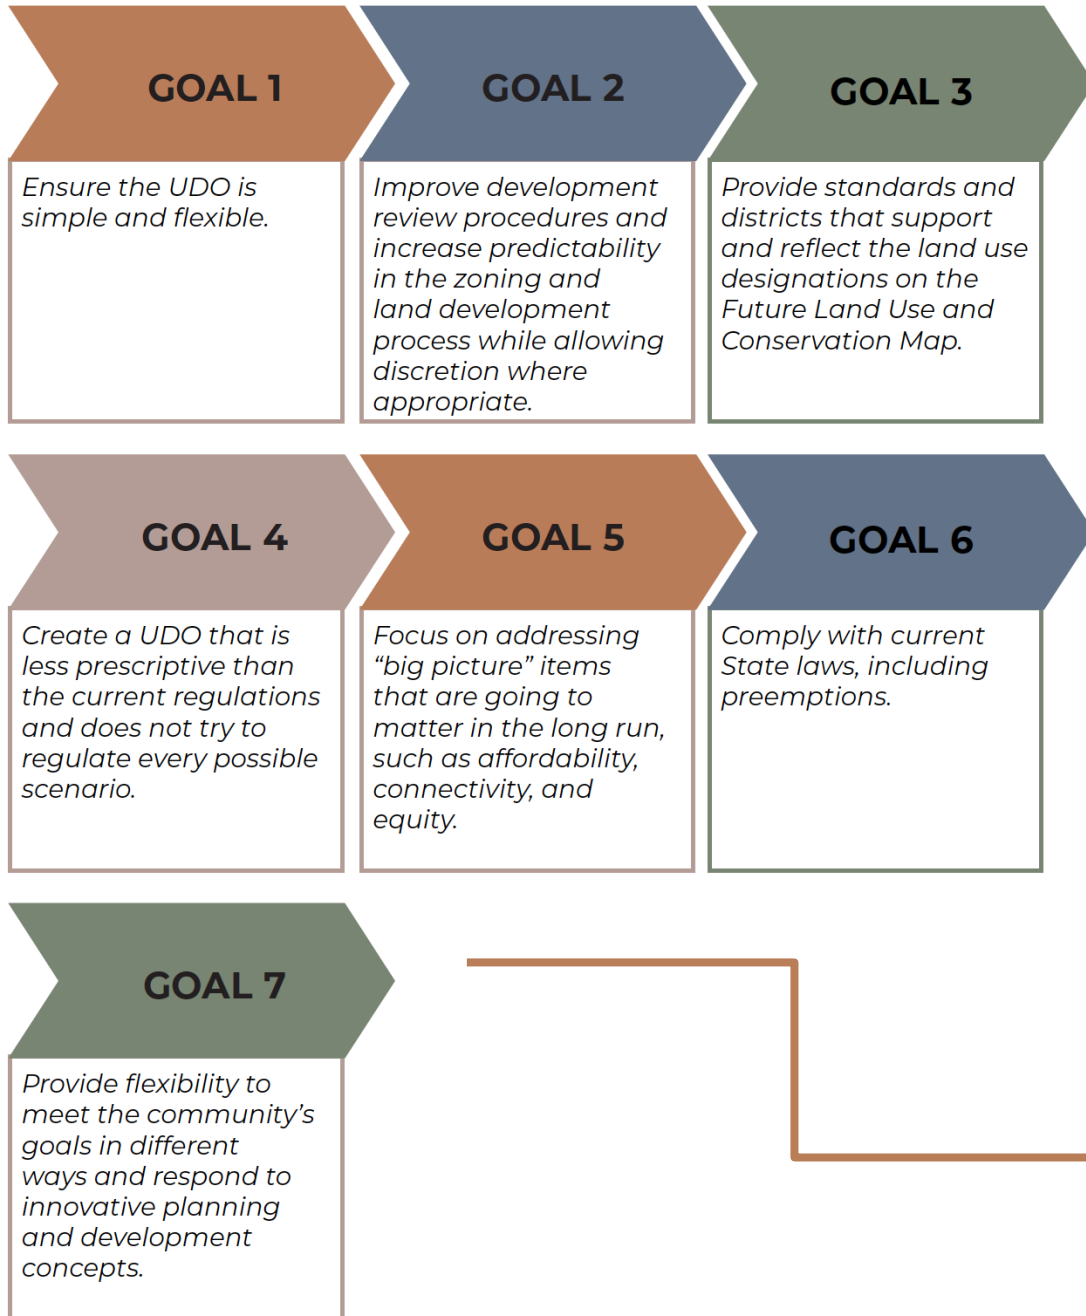 GOAL 1
Ensure the UDO is
simple and flexible.
GOAL 2
Improve development
review procedures and
increase predictability
in the zoning and
land development
process while allowing
discretion where
appropriate.
GOAL 3
Provide standards and
districts that support
and reflect the land use
designations on the
Future Land Use and
Conservation Map.
GOAL 4
Create a UDO that is
less prescriptive than
the current regulations
and does not try to
regulate every possible
scenario.
GOAL 5
Focus on addressing
“big picture” items
that are going to
matter in the long run,
such as affordability,
connectivity, and
equity.
GOAL 6
Comply with current
State laws, including
preemptions.
GOAL 7
Provide flexibility to
meet the community’s
goals in different
ways and respond to
innovative planning
and development
concepts.